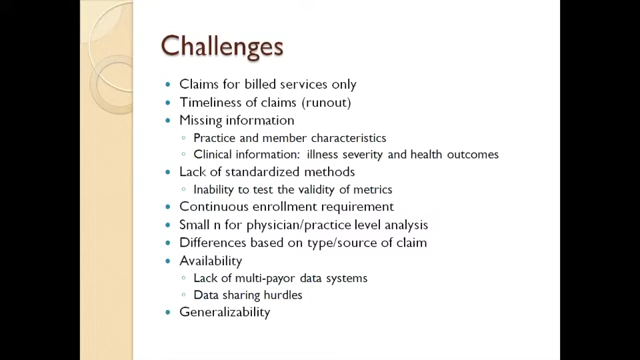 Challenges
Claims for billed services only
Timeliness of claims (runout)
Missing information
Practice and member characteristics
Clinical information: illness severity and health outcomes
Lack of standardized methods
Inability to test the validity of metrics
Continuous enrollment requirement
Small n for physician/practice level analysis
Differences based on type/source of claim
Availability
Lack of multi-payor data systems
Data sharing hurdles
Generalizability